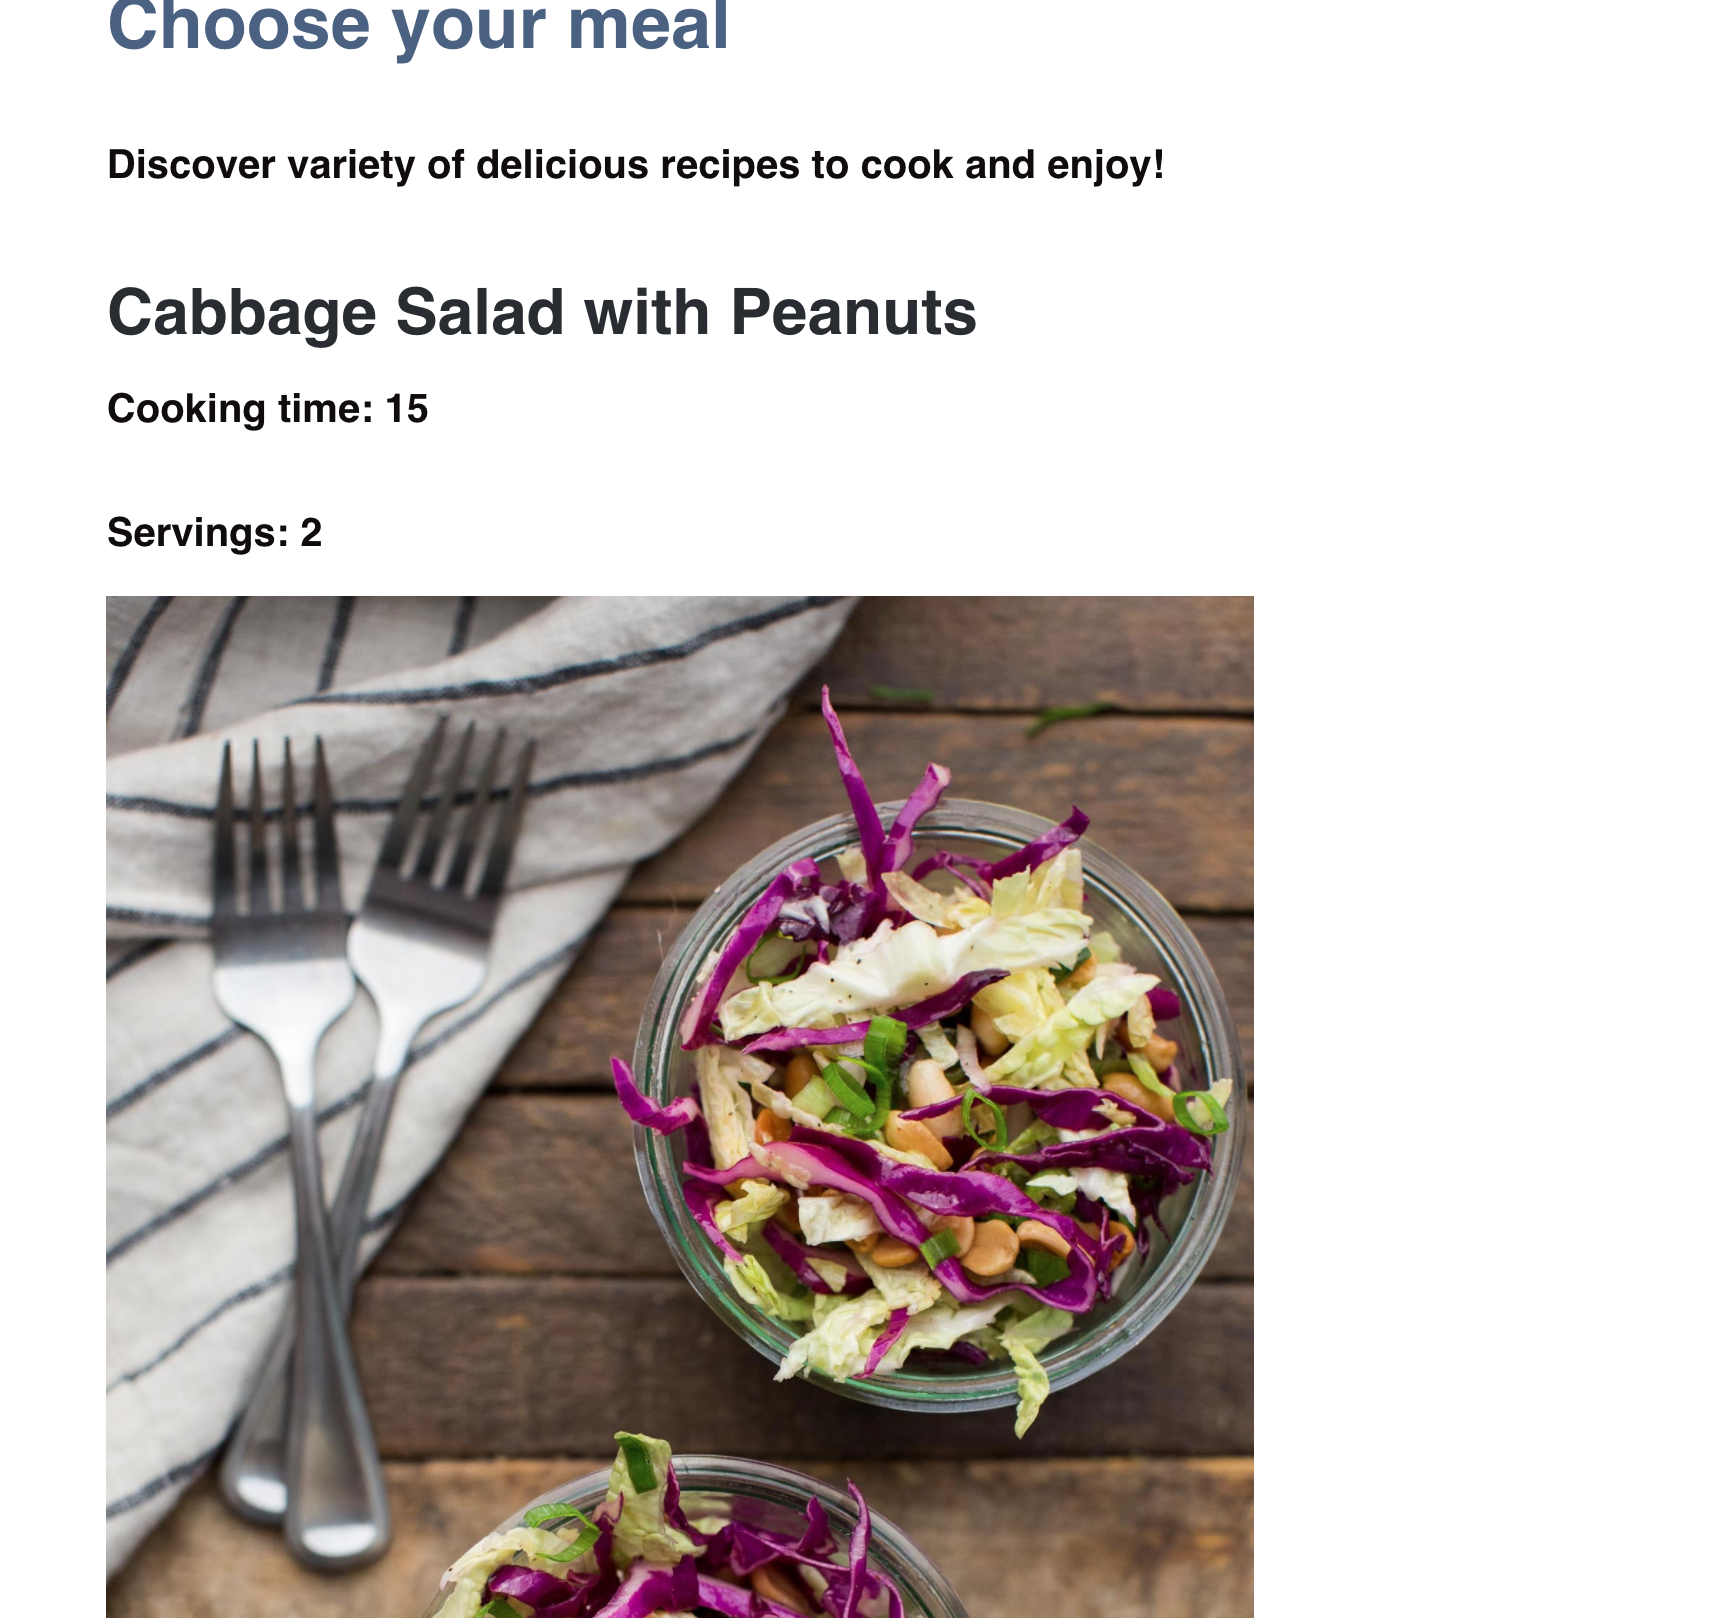 Choose your meal
Discover variety of delicious recipes to cook and enjoy!
Cabbage Salad with Peanuts
Cooking time: 15
Servings: 2